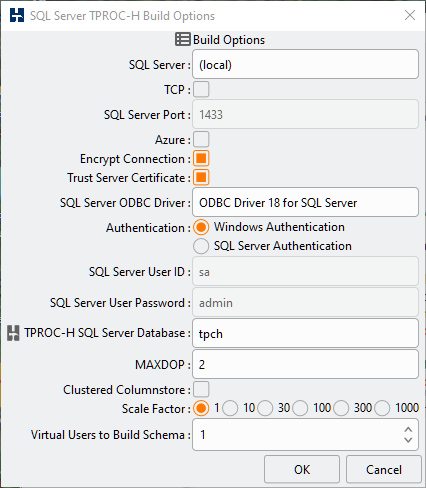 SQL Server TPROC-H Build Options
Build Options
SQL Server : (local)
TCP :
SQL Server Port : 1433
Azure :
Encrypt Connection :
Trust Server Certificate :
SQL Server ODBC Driver : ODBC Driver 18 for SQL Server
Authentication : Windows Authentication
SQL Server Authentication
SQL Server User ID : sa
SQL Server User Password : admin
TPROC-H SQL Server Database : tpch
MAXDOP : 2
Clustered Columnstore :
Scale Factor : 1 10 30 100 300 1000
Virtual Users to Build Schema : 1
OK Cancel